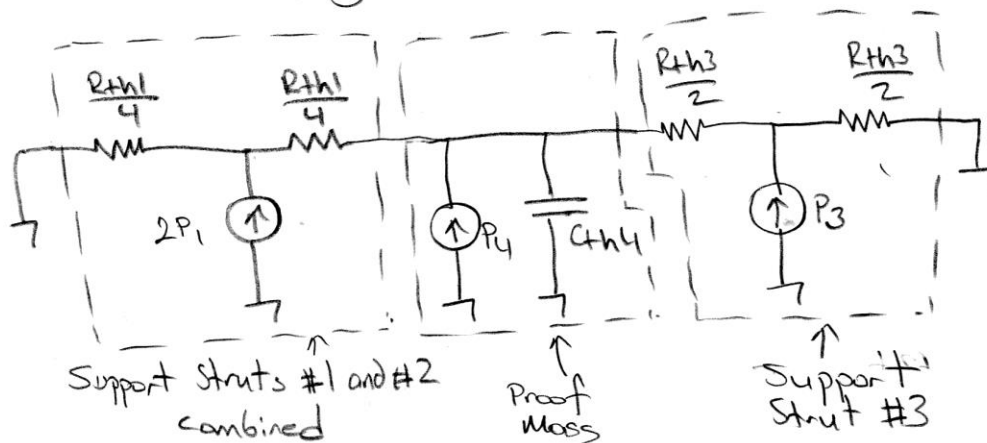 Rth1
4
Rth1
4
Rth3
2
Rth3
2
2P1
P4
Cth4
P3
Support Struts #1 and #2
combined
Proof
Mass
Support
Strut #3